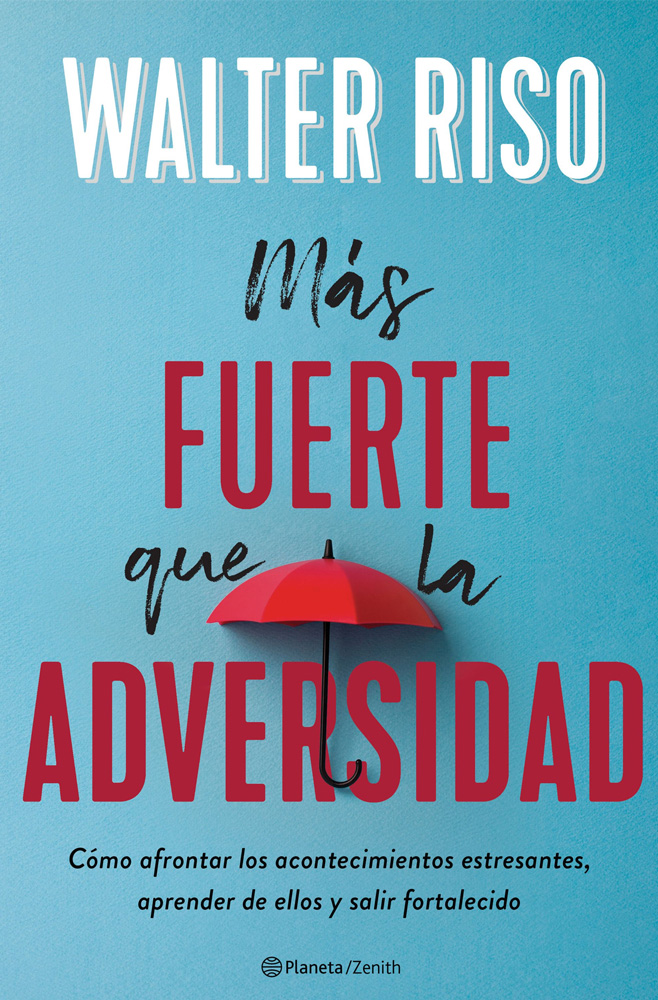 WALTER RISO
Más
FUERTE
que la
ADVERSIDAD
Cómo afrontar los acontecimientos estresantes,
aprender de ellos y salir fortalecido
Planeta/Zenith